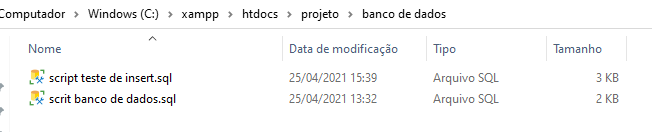 Computador > Windows (C:) > xampp > htdocs > projeto > banco de dados
Nome Data de modificação Tipo Tamanho
script teste de insert.sql 25/04/2021 15:39 Arquivo SQL 3 KB
scrit banco de dados.sql 25/04/2021 13:32 Arquivo SQL 2 KB